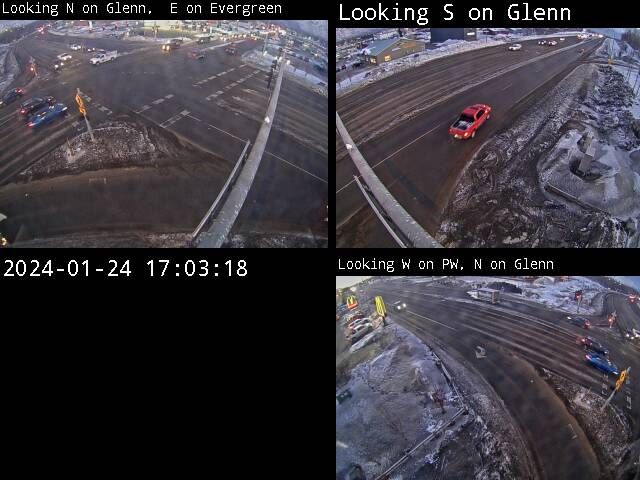 Looking N on Glenn,  E on Evergreen
Looking S on Glenn
2024-01-24 17:03:18
Looking W on PW, N on Glenn